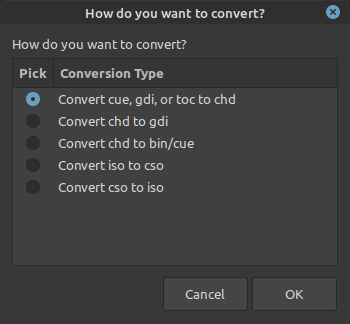 How do you want to convert?
How do you want to convert?
Pick Conversion Type
Convert cue, gdi, or toc to chd
Convert chd to gdi
Convert chd to bin/cue
Convert iso to cso
Convert cso to iso
Cancel OK